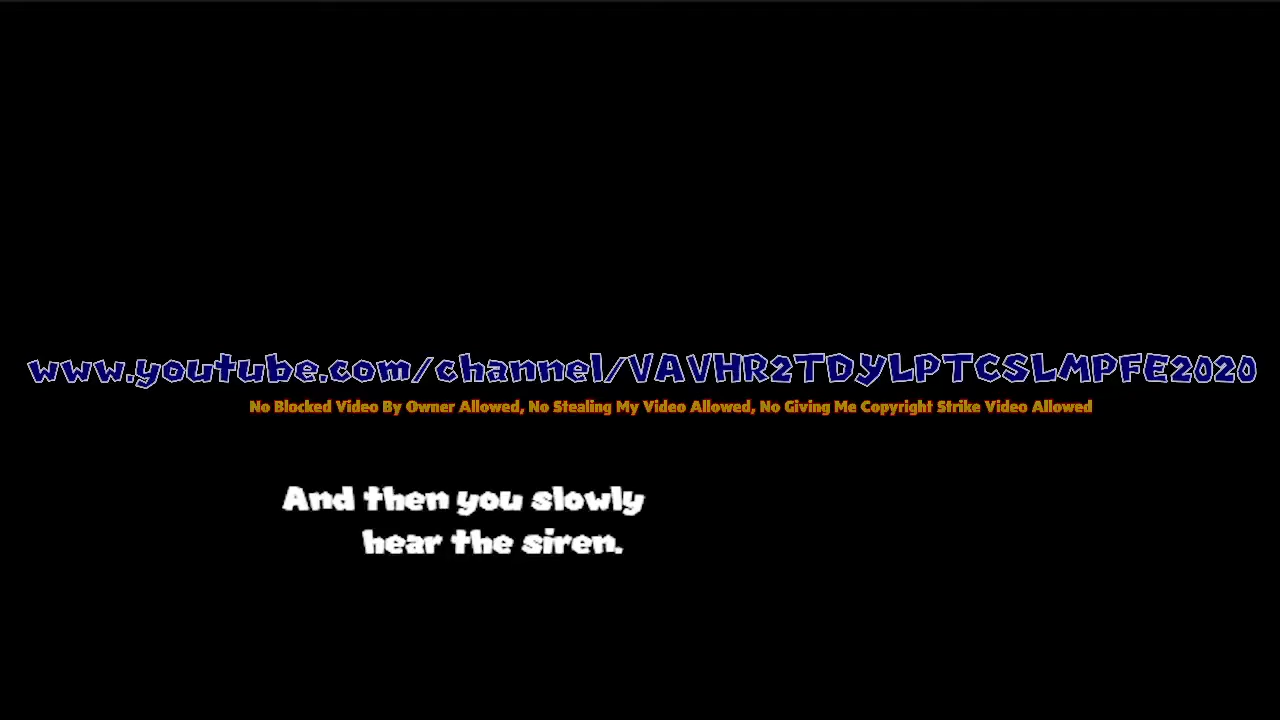 www.youtube.com/channel/VAVHR2TDYLPTCSLMPFE2020
No Blocked Video By Owner Allowed, No Stealing My Video Allowed, No Giving Me Copyright Strike Video Allowed
And then you slowly
hear the siren.